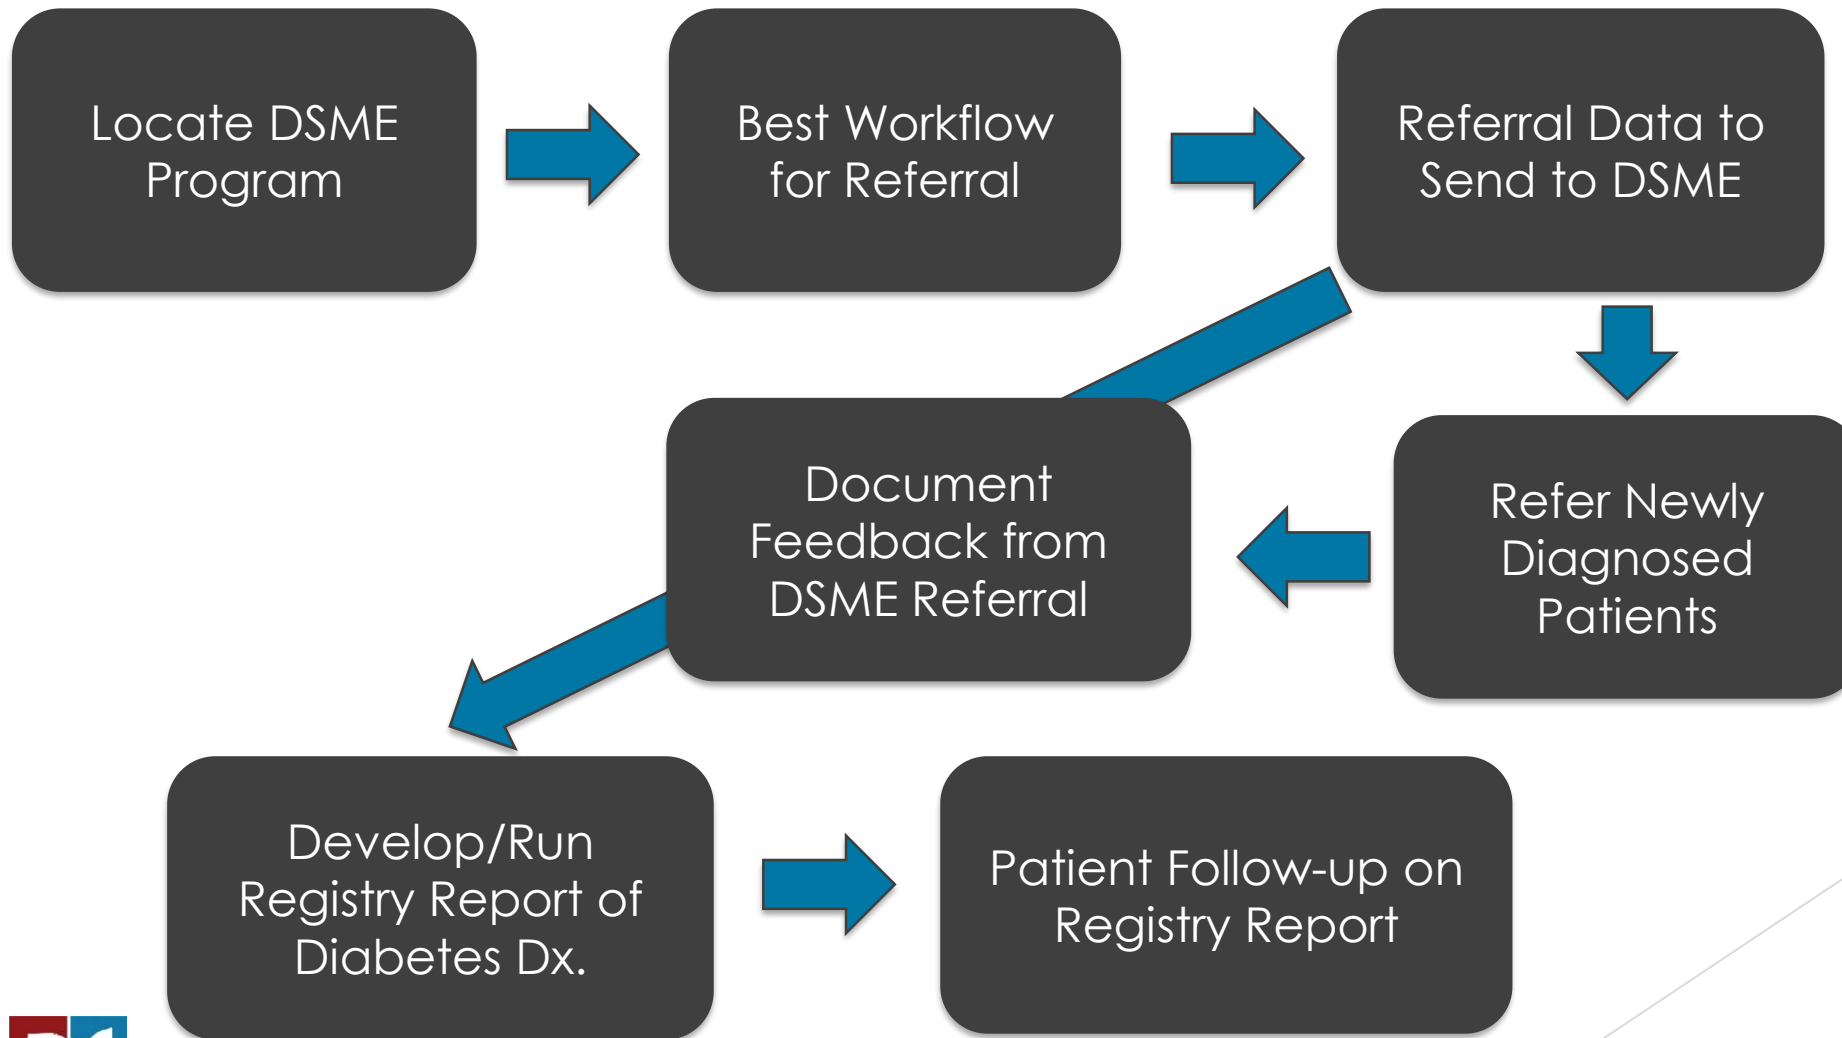 Locate DSME
Program
Best Workflow
for Referral
Referral Data to
Send to DSME
Document
Feedback from
DSME Referral
Refer Newly
Diagnosed
Patients
Develop/Run
Registry Report of
Diabetes Dx.
Patient Follow-up on
Registry Report